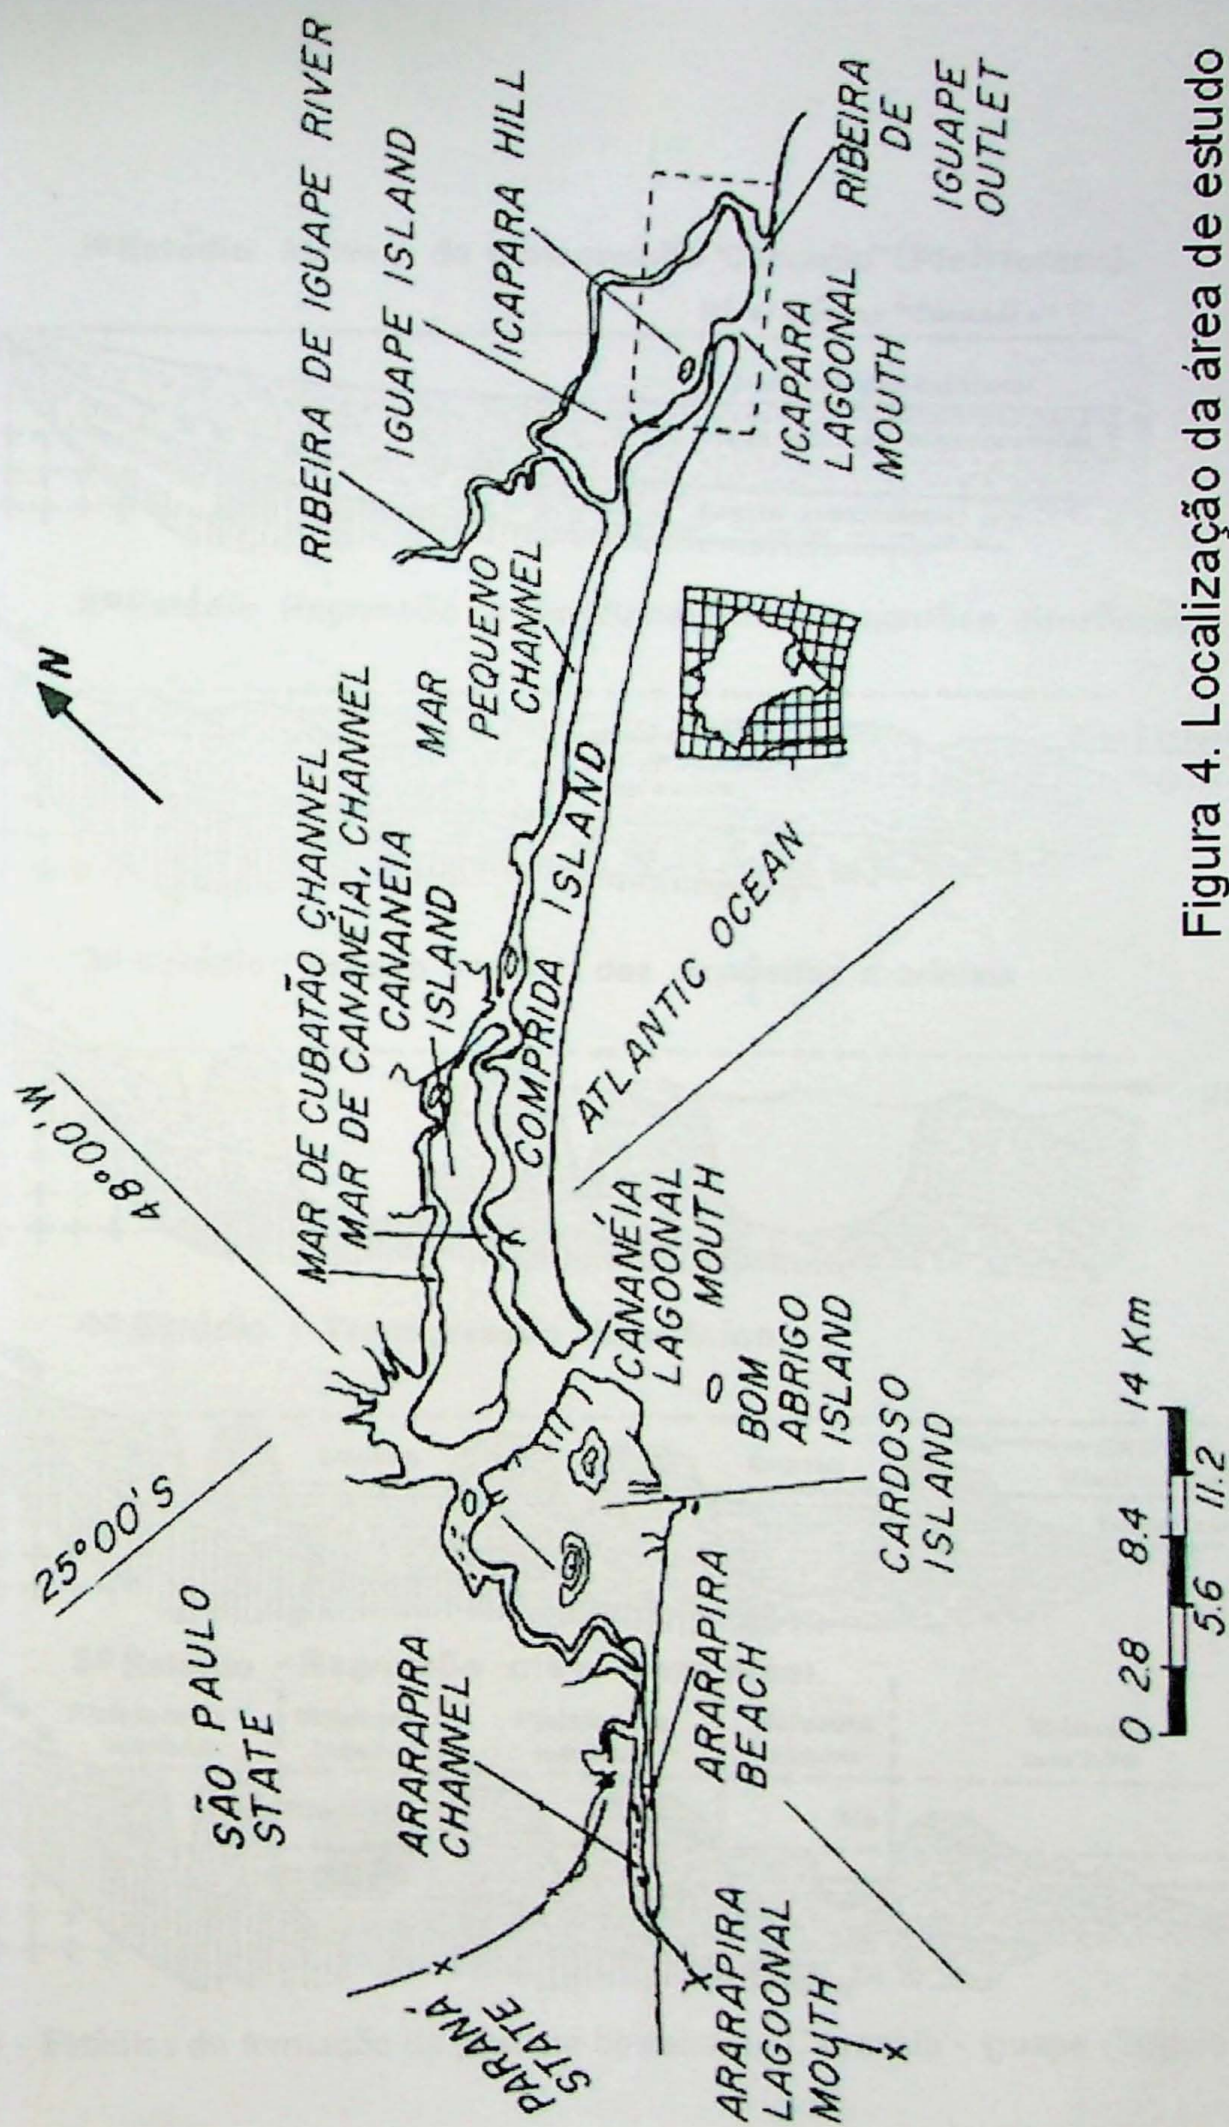 N
48°00'W
25°00'S
RIBEIRA DE IGUAPE RIVER
IGUAPE ISLAND
ICAPARA HILL
RIBEIRA
DE
IGUAPE
OUTLET
ICAPARA
LAGOONAL
MOUTH
MAR
PEQUENO
CHANNEL
MAR DE CUBATÃO CHANNEL
MAR DE CANANÉIA, CHANNEL
CANANEIA
ISLAND
COMPRIDA ISLAND
ATLANTIC OCEAN
CANANÉIA
LAGOONAL
MOUTH
BOM
ABRIGO
ISLAND
CARDOSO
ISLAND
SÃO PAULO
STATE
ARARAPIRA
CHANNEL
ARARAPIRA
BEACH
PARANÁ
STATE
ARARAPIRA
LAGOONAL
MOUTH
0 2.8 8.4 14 Km
5.6 11.2
Figura 4. Localização da área de estudo